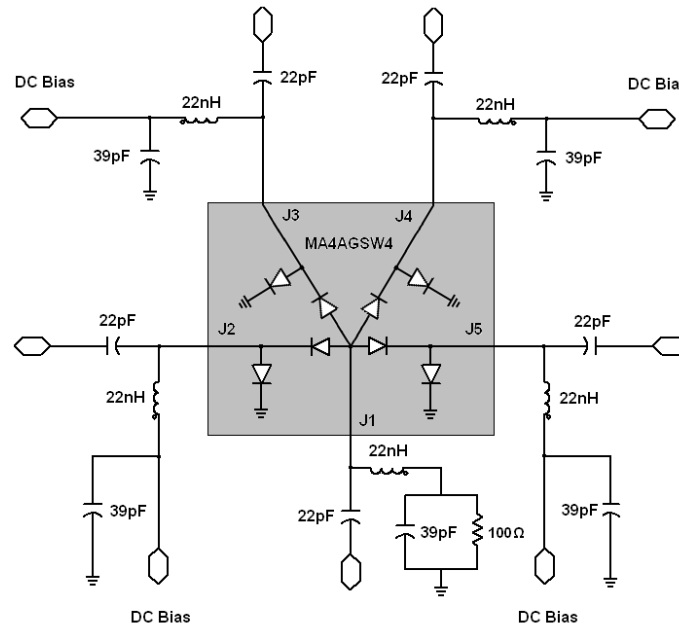 22pF
22pF
DC Bias
22nH
22nH
DC Bias
39pF
39pF
J3
J4
MA4AGSW4
22pF
J2
J5
22pF
22nH
22nH
J1
22nH
39pF
22pF
39pF
100Ω
39pF
DC Bias
DC Bias